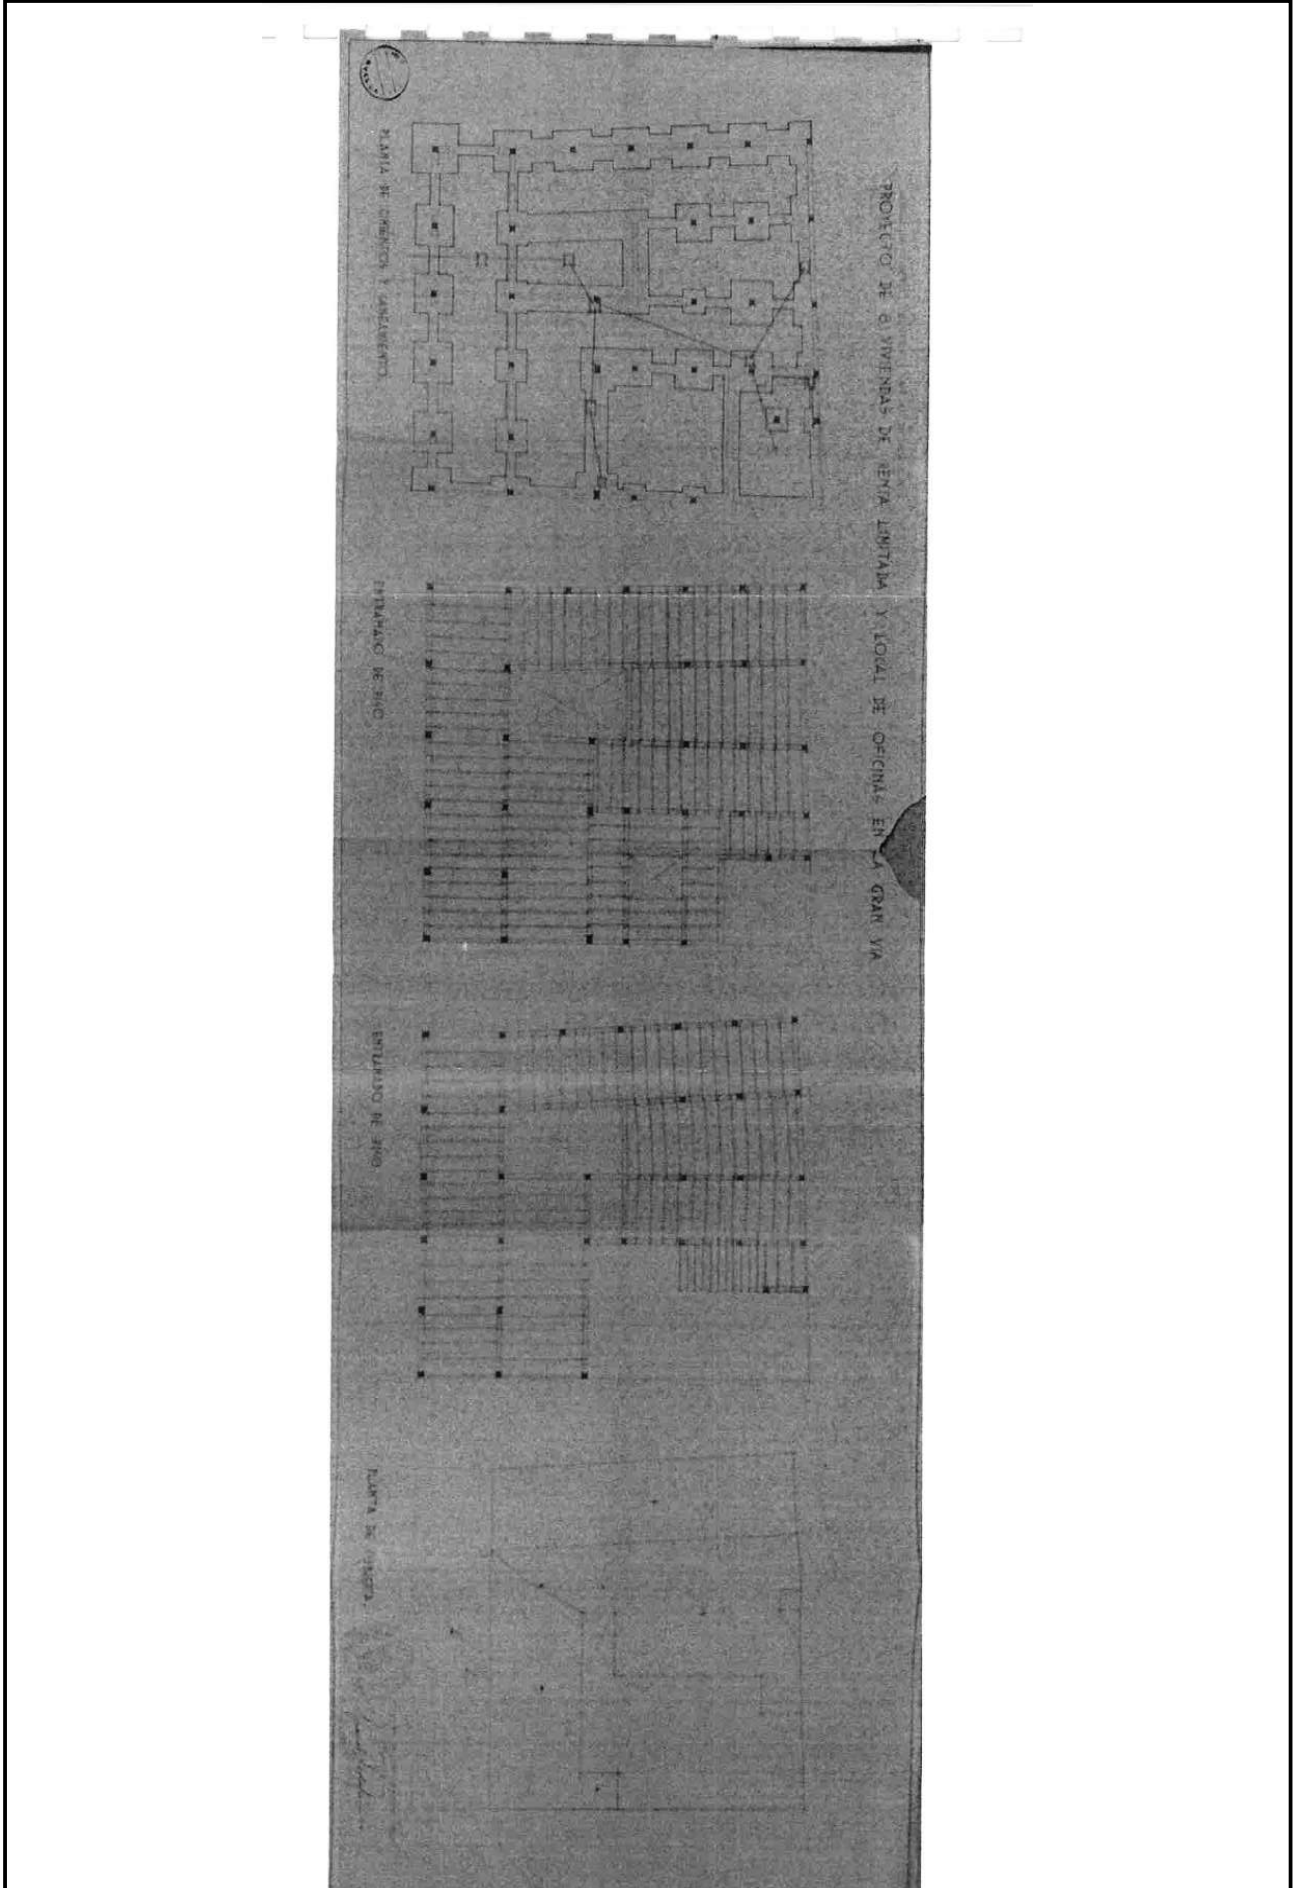 PROYECTO DE 8 VIVIENDAS DE RENTA LIMITADA Y LOCAL DE OFICINAS EN LA GRAN VIA
PLANTA DE CIMIENTOS Y SANEAMIENTO.
ENTRAMADO DE PISO
ENTRAMADO DE PISO
PLANTA DE